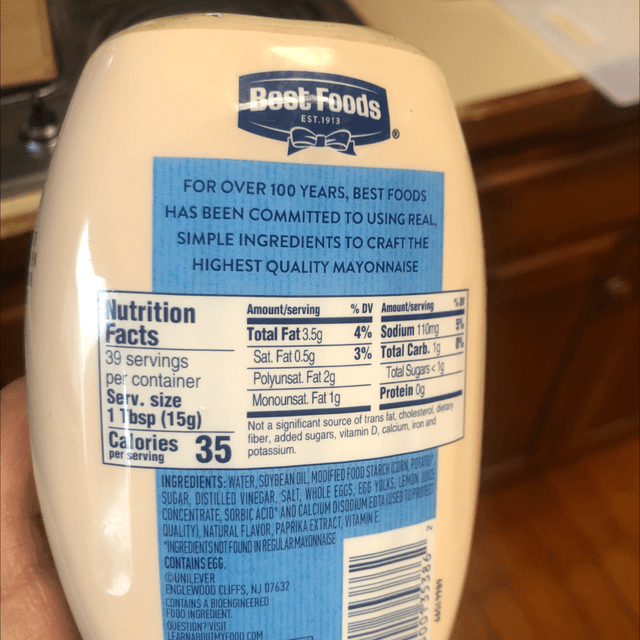 Best Foods
EST. 1913
®
FOR OVER 100 YEARS, BEST FOODS
HAS BEEN COMMITTED TO USING REAL,
SIMPLE INGREDIENTS TO CRAFT THE
HIGHEST QUALITY MAYONNAISE
Nutrition
Facts
39 servings
per container
Serv. size
1 Tbsp (15g)
Calories
per serving
35
Amount/serving % DV
Total Fat 3.5g 4%
Sat. Fat 0.5g 3%
Polyunsat. Fat 2g
Monounsat. Fat 1g
Amount/serving % DV
Sodium 110mg 5%
Total Carb. 1g 0%
Total Sugars <1g
Protein 0g
Not a significant source of trans fat, cholesterol, dietary
fiber, added sugars, vitamin D, calcium, iron and
potassium.
INGREDIENTS: WATER, SOYBEAN OIL, MODIFIED FOOD STARCH (CORN, POTATO)
SUGAR, DISTILLED VINEGAR, SALT, WHOLE EGGS, EGG YOLKS, LEMON JUICE
CONCENTRATE, SORBIC ACID* AND CALCIUM DISODIUM EDTA (USED TO PROTECT
QUALITY), NATURAL FLAVOR, PAPRIKA EXTRACT, VITAMIN E
*INGREDIENTS NOT FOUND IN REGULAR MAYONNAISE
CONTAINS EGG.
©UNILEVER
ENGLEWOOD CLIFFS, NJ 07632
CONTAINS A BIOENGINEERED
FOOD INGREDIENT.
QUESTION? VISIT
LEARNABOUTMYFOOD.COM
2